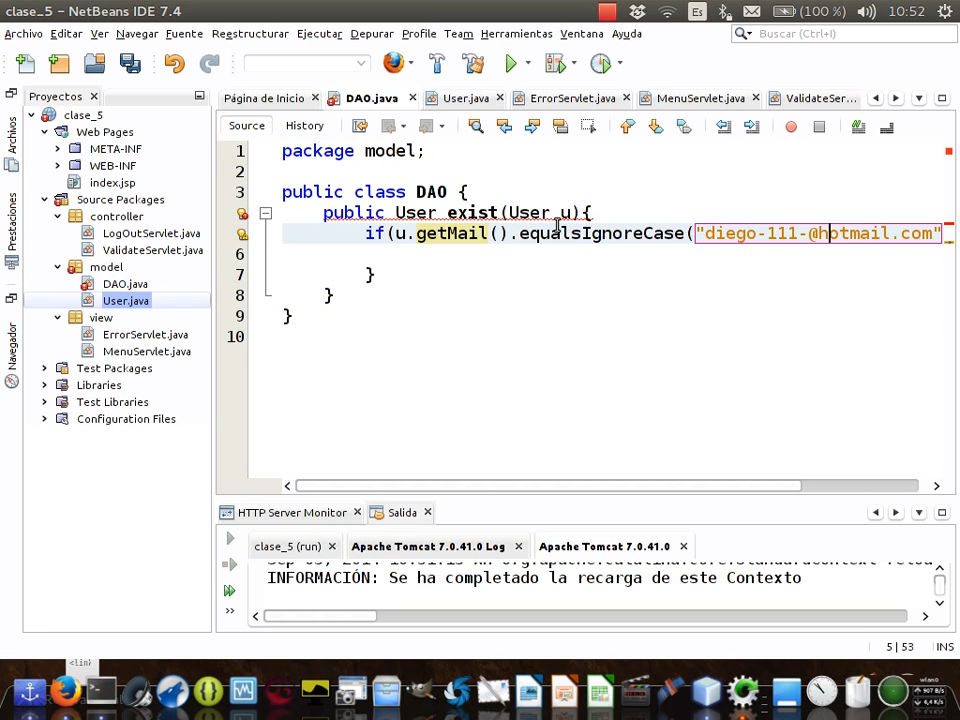 clase_5 - NetBeans IDE 7.4
Es
(100 %)
10:52
Archivo Editar Ver Navegar Fuente Reestructurar Ejecutar Depurar Profile Team Herramientas Ventana Ayuda
Buscar (Ctrl+I)
Proyectos
Página de Inicio DAO.java User.java ErrorServlet.java MenuServlet.java ValidateSer...
Archivos
Prestaciones
Navegador
clase_5
Web Pages
META-INF
WEB-INF
index.jsp
Source Packages
controller
LogOutServlet.java
ValidateServlet.java
model
DAO.java
User.java
view
ErrorServlet.java
MenuServlet.java
Test Packages
Libraries
Test Libraries
Configuration Files
Source History
1 package model;
2
3 public class DAO {
public User exist(User u){
if(u.getMail().equalsIgnoreCase("diego-111-@hotmail.com"
6
7 }
8 }
9 }
10
HTTP Server Monitor Salida
clase_5 (run) Apache Tomcat 7.0.41.0 Log Apache Tomcat 7.0.41.0
INFORMACIÓN: Se ha completado la recarga de este Contexto
5 | 53 INS
<lin>
wlan0